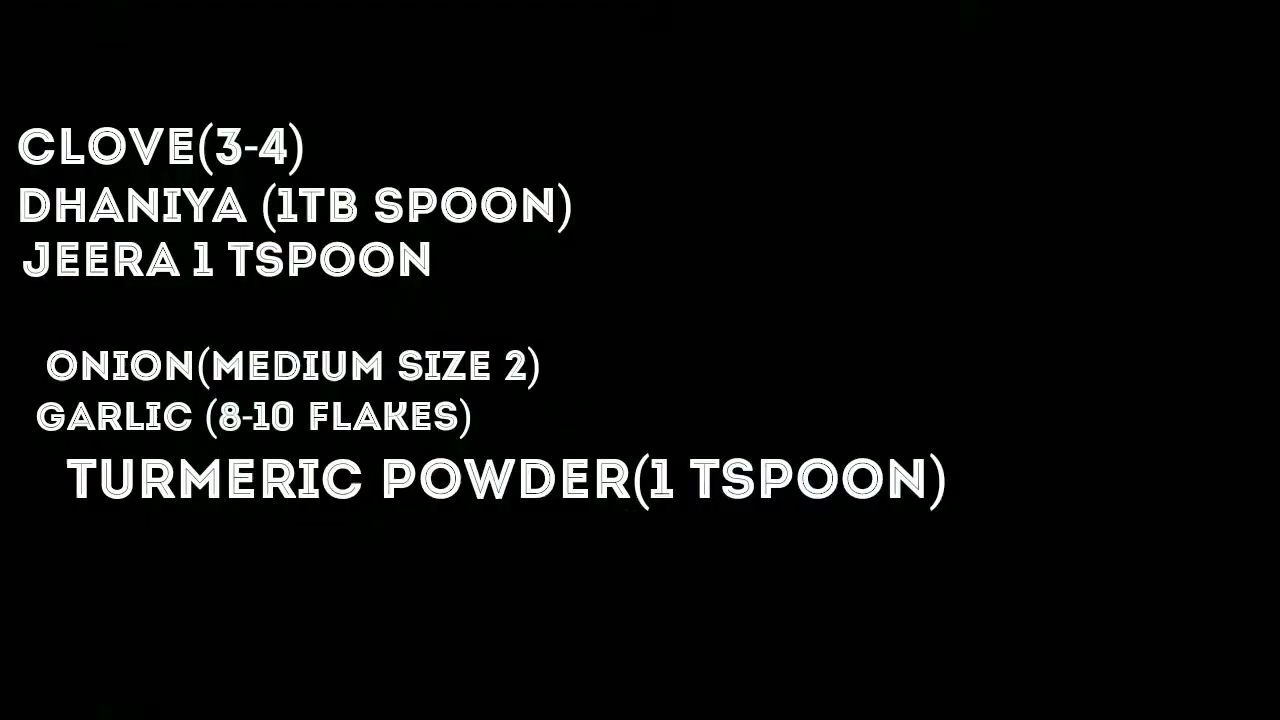 CLOVE(3-4)
DHANIYA (1TB SPOON)
JEERA 1 TSPOON
ONION(MEDIUM SIZE 2)
GARLIC (8-10 FLAKES)
TURMERIC POWDER(1 TSPOON)